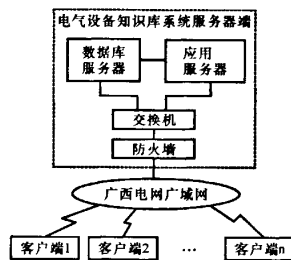 电气设备知识库系统服务器端
数据库
服务器
应用
服务器
交换机
防火墙
广西电网广域网
客户端1
客户端2
…
客户端n